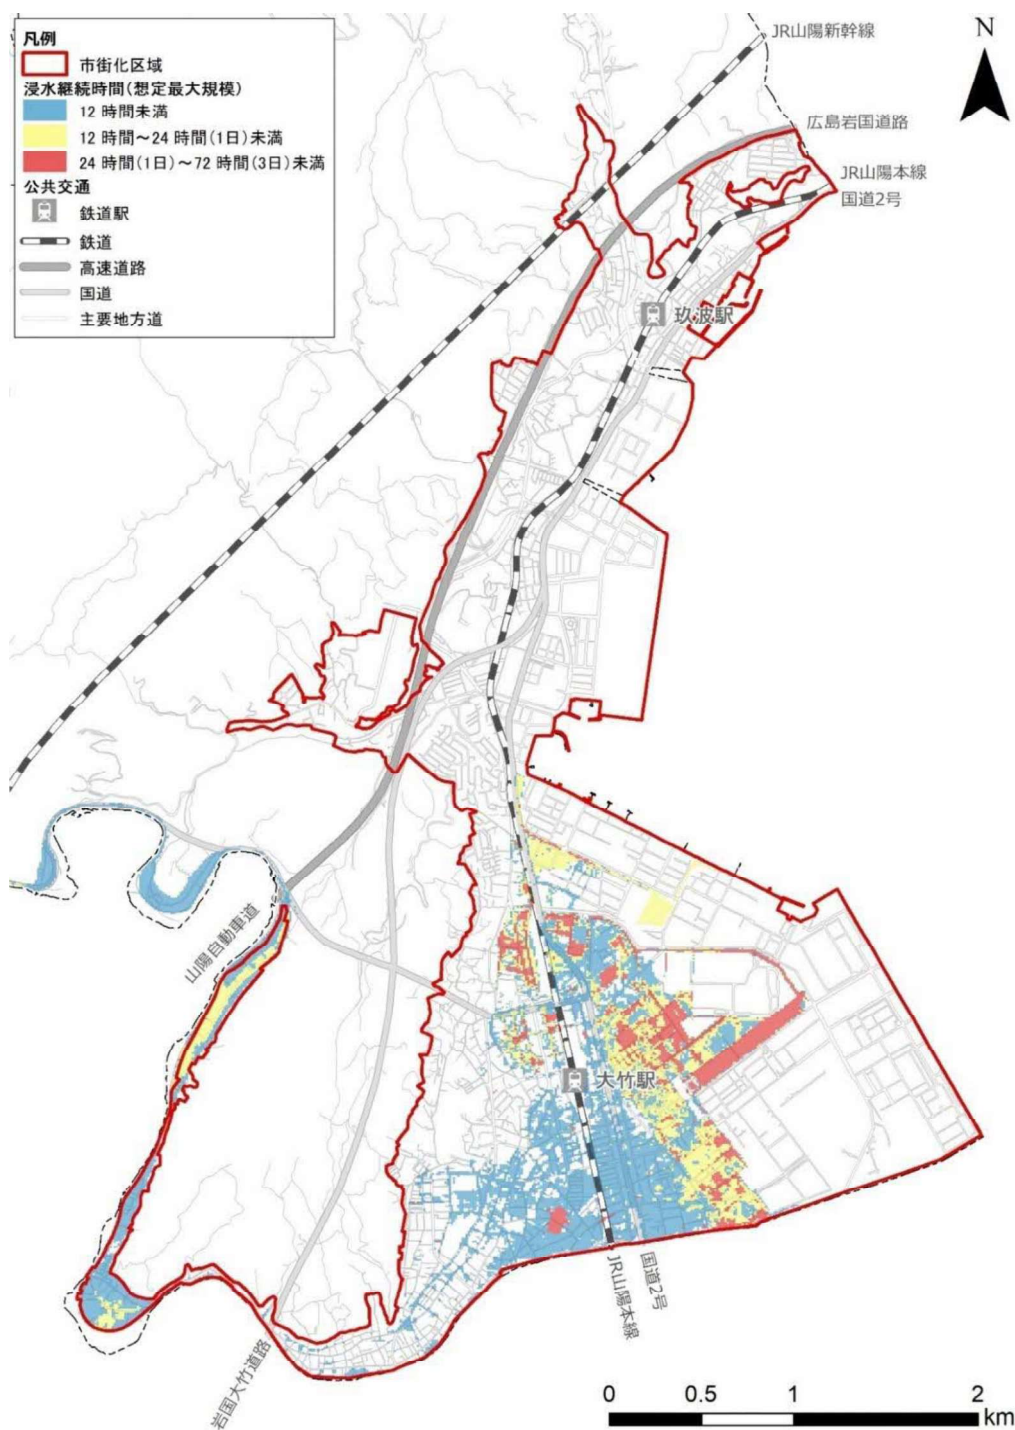 凡例
市街化区域
浸水継続時間(想定最大規模)
12 時間未満
12 時間～24 時間(1日)未満
24 時間(1日)～72 時間(3日)未満
公共交通
鉄道駅
鉄道
高速道路
国道
主要地方道
N
JR山陽新幹線
広島岩国道路
JR山陽本線
国道2号
玖波駅
山陽自動車道
大竹駅
国道2号
JR山陽本線
岩国大竹道路
0 0.5 1 2
km